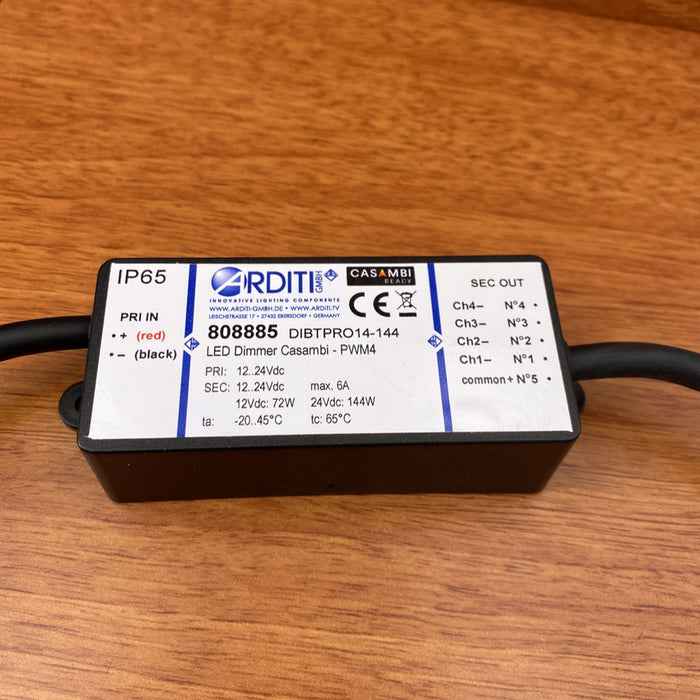 IP65
PRI IN
• + (red)
• – (black)
ARDITI GMBH
INNOVATIVE LIGHTING COMPONENTS
WWW.ARDITI-GMBH.DE • WWW.ARDITI.TV
LEISCHSTRASSE 17 • 27432 EBERSDORF • GERMANY
CASAMBI
READY
CE
808885 DIBTPRO14-144
LED Dimmer Casambi - PWM4
PRI: 12..24Vdc
SEC: 12..24Vdc max. 6A
12Vdc: 72W 24Vdc: 144W
ta: -20..45°C tc: 65°C
SEC OUT
Ch4– N°4 •
Ch3– N°3 •
Ch2– N°2 •
Ch1– N°1 •
common+ N°5 •